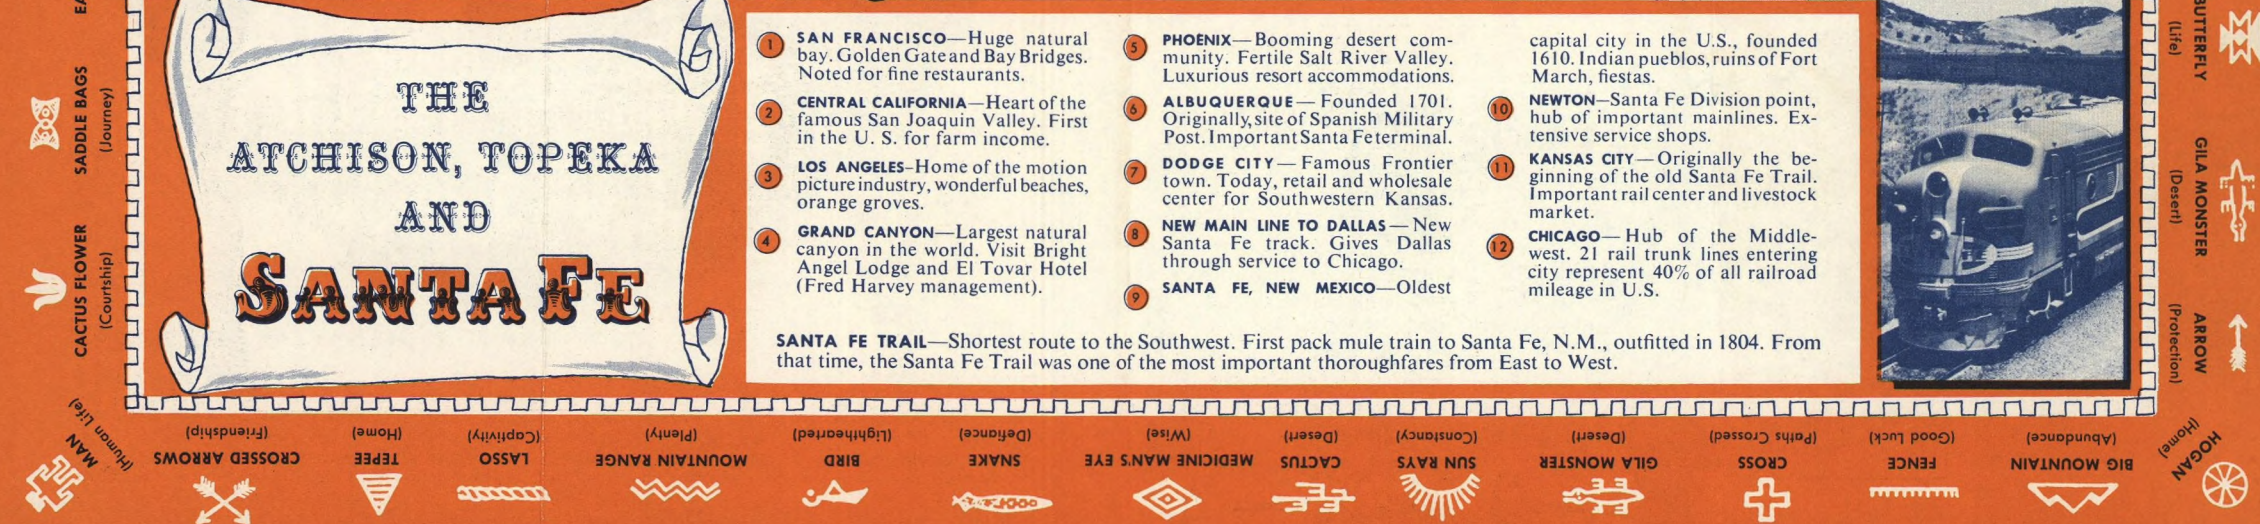 THE
ATCHISON, TOPEKA
AND
SANTA FE
1 SAN FRANCISCO—Huge natural
bay. Golden Gate and Bay Bridges.
Noted for fine restaurants.
2 CENTRAL CALIFORNIA—Heart of the
famous San Joaquin Valley. First
in the U. S. for farm income.
3 LOS ANGELES–Home of the motion
picture industry, wonderful beaches,
orange groves.
4 GRAND CANYON—Largest natural
canyon in the world. Visit Bright
Angel Lodge and El Tovar Hotel
(Fred Harvey management).
5 PHOENIX—Booming desert com-
munity. Fertile Salt River Valley.
Luxurious resort accommodations.
6 ALBUQUERQUE—Founded 1701.
Originally, site of Spanish Military
Post. Important Santa Fe terminal.
7 DODGE CITY—Famous Frontier
town. Today, retail and wholesale
center for Southwestern Kansas.
8 NEW MAIN LINE TO DALLAS—New
Santa Fe track. Gives Dallas
through service to Chicago.
9 SANTA FE, NEW MEXICO—Oldest
capital city in the U.S., founded
1610. Indian pueblos, ruins of Fort
March, fiestas.
10 NEWTON—Santa Fe Division point,
hub of important mainlines. Ex-
tensive service shops.
11 KANSAS CITY—Originally the be-
ginning of the old Santa Fe Trail.
Important rail center and livestock
market.
12 CHICAGO—Hub of the Middle-
west. 21 rail trunk lines entering
city represent 40% of all railroad
mileage in U.S.
SANTA FE TRAIL—Shortest route to the Southwest. First pack mule train to Santa Fe, N.M., outfitted in 1804. From
that time, the Santa Fe Trail was one of the most important thoroughfares from East to West.
SADDLE BAGS
(Journey)
CACTUS FLOWER
(Courtship)
MAN
(Human Life)
CROSSED ARROWS
(Friendship)
TEPEE
(Home)
LASSO
(Captivity)
MOUNTAIN RANGE
(Plenty)
BIRD
(Lighthearted)
SNAKE
(Defiance)
MEDICINE MAN'S EYE
(Wise)
CACTUS
(Desert)
SUN RAYS
(Constancy)
GILA MONSTER
(Desert)
CROSS
(Paths Crossed)
FENCE
(Good Luck)
BIG MOUNTAIN
(Abundance)
HOGAN
(Home)
ARROW
(Protection)
GILA MONSTER
(Desert)
BUTTERFLY
(Life)